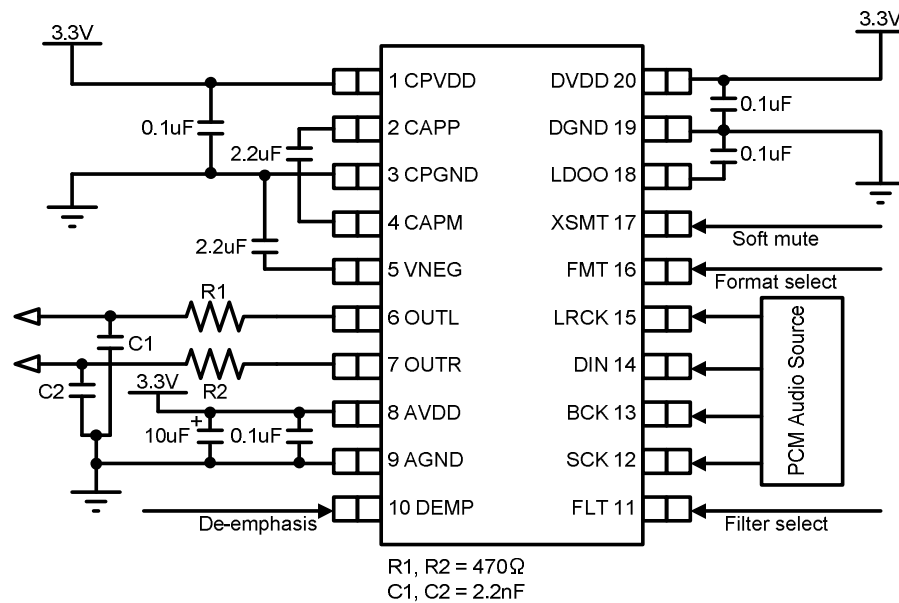 3.3V
3.3V
1 CPVDD
DVDD 20
0.1uF
0.1uF
2 CAPP
DGND 19
2.2uF
0.1uF
3 CPGND
LDOO 18
4 CAPM
XSMT 17
Soft mute
2.2uF
5 VNEG
FMT 16
Format select
R1
6 OUTL
LRCK 15
C1
7 OUTR
DIN 14
PCM Audio Source
C2
R2
3.3V
8 AVDD
BCK 13
10uF
+
0.1uF
9 AGND
SCK 12
10 DEMP
FLT 11
De-emphasis
Filter select
R1, R2 = 470Ω
C1, C2 = 2.2nF